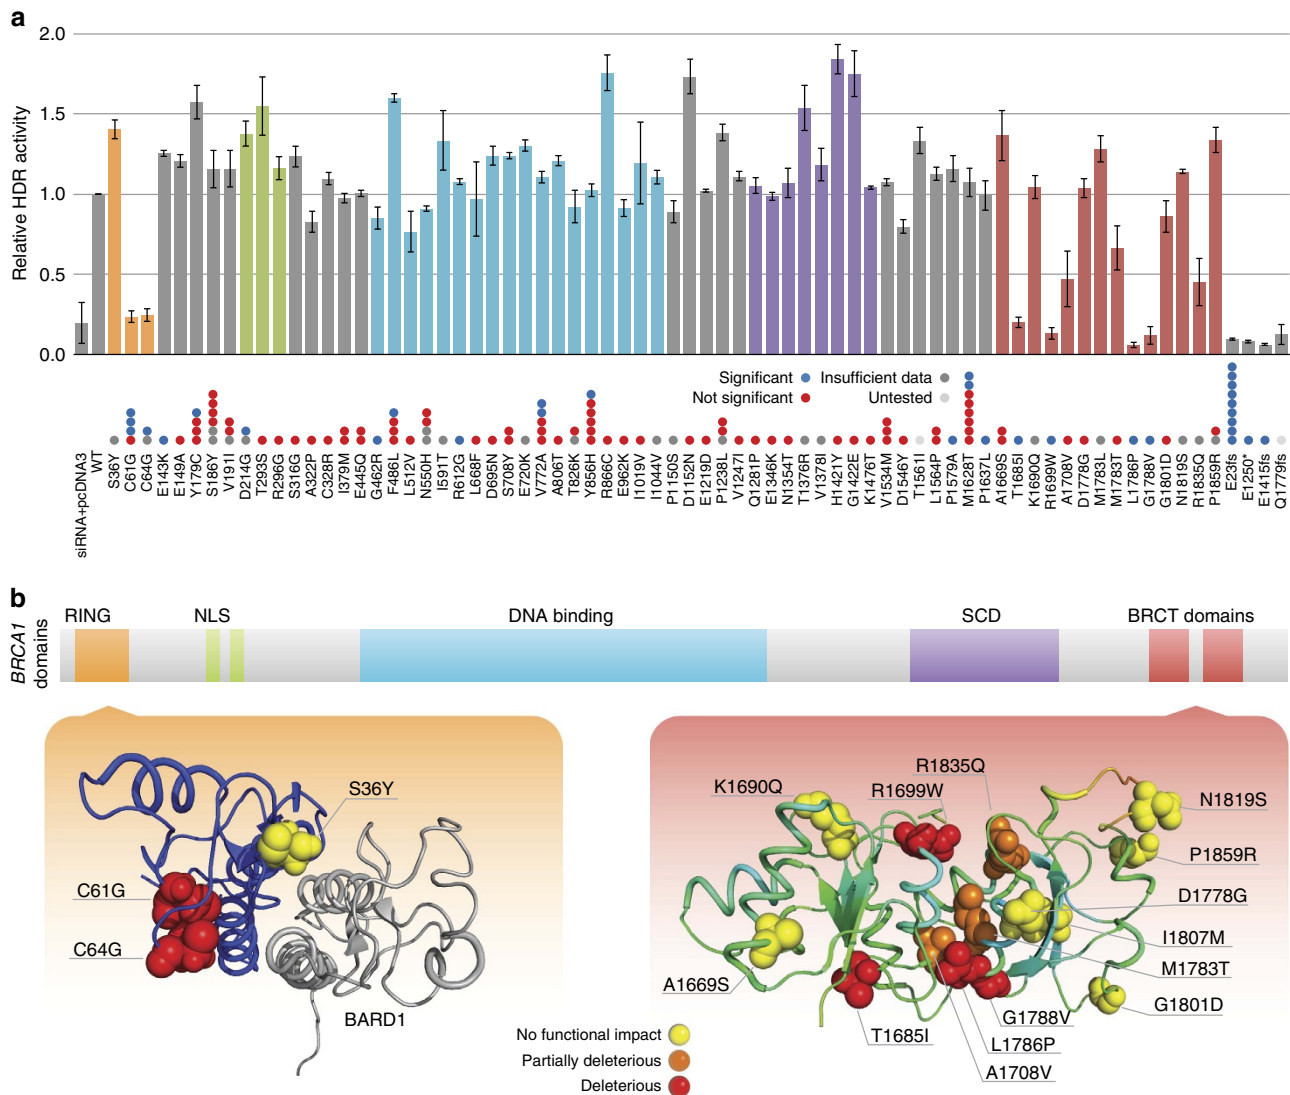 a
2.0
1.5
1.0
0.5
0.0
Relative HDR activity
Significant
Not significant
Insufficient data
Untested
siRNA+pcDNA3
WT
S36Y
C61G
C64G
E143K
E149A
Y179C
S186Y
V191I
D214G
T293S
R296G
S316G
A322P
C328R
I379M
E445Q
G462R
F486L
L512V
N550H
I591T
R612G
L668F
D695N
S708Y
E720K
V772A
A806T
T826K
Y856H
R866C
E962K
I1019V
I1044V
P1150S
D1152N
E1219D
P1238L
V1247I
Q1281P
E1346K
N1354T
T1376R
V1378I
H1421Y
G1422E
K1476T
V1534M
D1546Y
T1561I
L1564P
P1579A
M1628T
P1637L
A1669S
T1685I
K1690Q
R1699W
A1708V
D1778G
M1783L
M1783T
L1786P
G1788V
G1801D
N1819S
R1835Q
P1859R
E23fs
E1250*
E1415fs
Q1779fs
b
BRCA1 domains
RING
NLS
DNA binding
SCD
BRCT domains
S36Y
C61G
C64G
BARD1
K1690Q
R1835Q
R1699W
N1819S
P1859R
D1778G
I1807M
M1783T
A1669S
G1801D
G1788V
T1685I
L1786P
A1708V
No functional impact
Partially deleterious
Deleterious